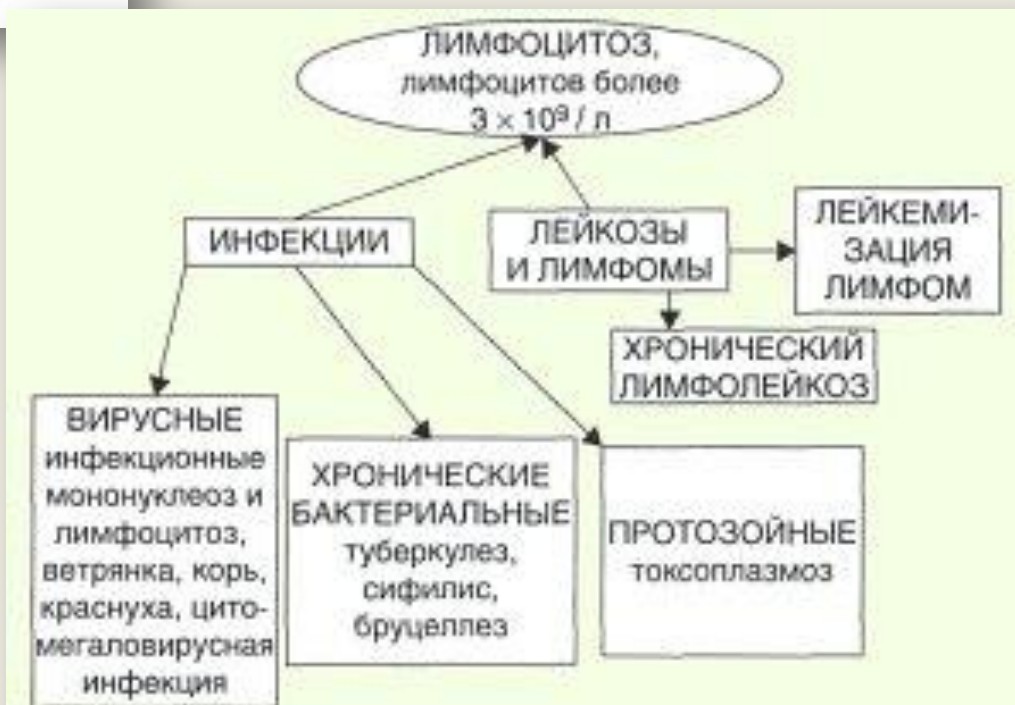 ЛИМФОЦИТОЗ,
лимфоцитов более
3 × 10⁹ / л
ИНФЕКЦИИ
ЛЕЙКОЗЫ
И ЛИМФОМЫ
ЛЕЙКЕМИ-
ЗАЦИЯ
ЛИМФОМ
ХРОНИЧЕСКИЙ
ЛИМФОЛЕЙКОЗ
ВИРУСНЫЕ
инфекционные
мононуклеоз и
лимфоцитоз,
ветрянка, корь,
краснуха, цито-
мегаловирусная
инфекция
ХРОНИЧЕСКИЕ
БАКТЕРИАЛЬНЫЕ
туберкулез,
сифилис,
бруцеллез
ПРОТОЗОЙНЫЕ
токсоплазмоз